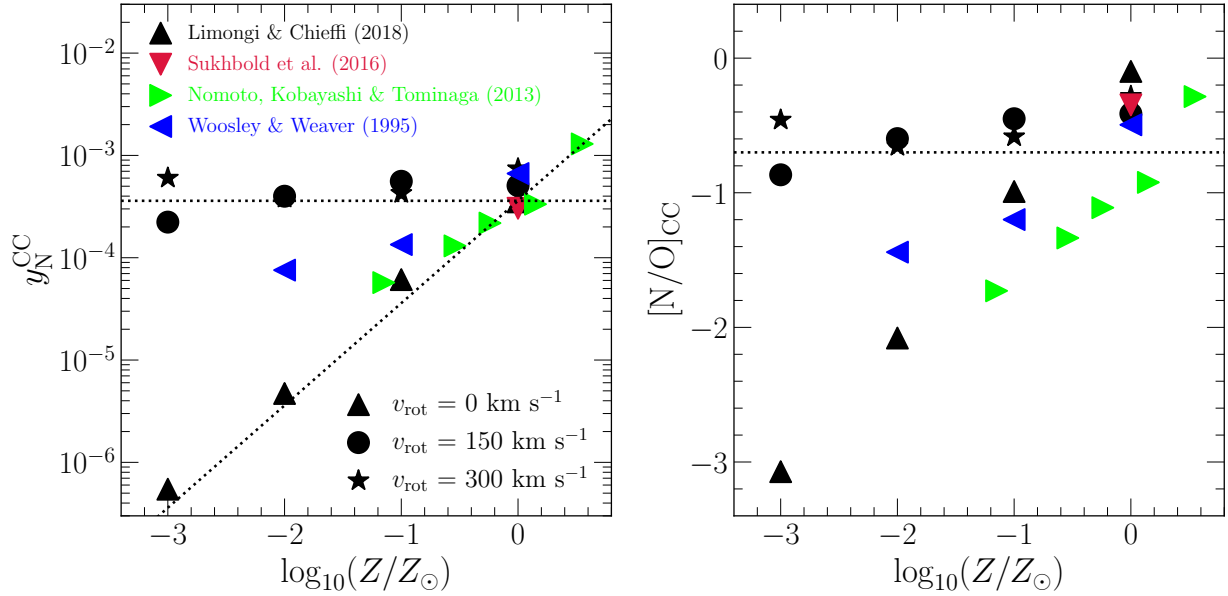 10⁻²
10⁻³
10⁻⁴
10⁻⁵
10⁻⁶
y_N^CC
Limongi & Chieffi (2018)
Sukhbold et al. (2016)
Nomoto, Kobayashi & Tominaga (2013)
Woosley & Weaver (1995)
v_rot = 0 km s⁻¹
v_rot = 150 km s⁻¹
v_rot = 300 km s⁻¹
−3 −2 −1 0
log₁₀(Z/Z⊙)
0
−1
−2
−3
[N/O]_CC
−3 −2 −1 0
log₁₀(Z/Z⊙)